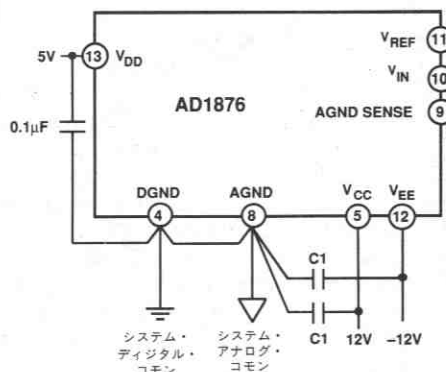 5V
13
VDD
VREF
11
VIN
10
AD1876
AGND SENSE
9
0.1μF
DGND
AGND
VCC
VEE
4
8
5
12
C1
C1
12V
−12V
システム・
ディジタル・
コモン
システム・
アナログ・
コモン